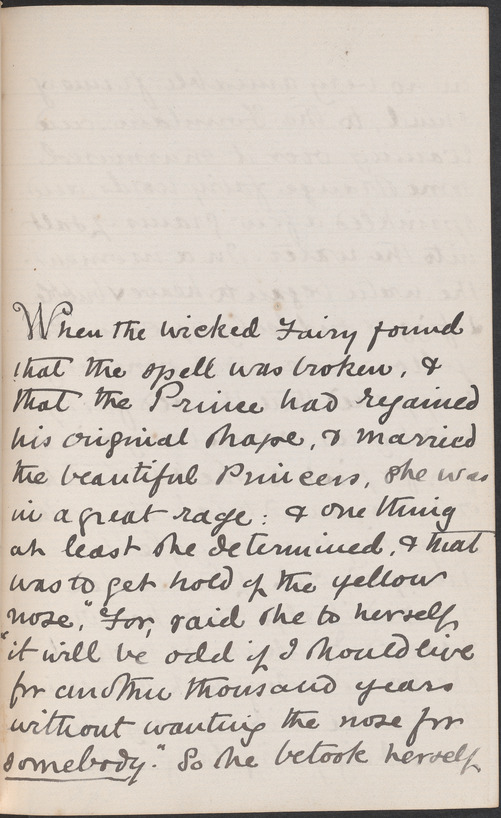 When the wicked Fairy found
that the spell was broken, &
that the Prince had regained
his original shape, & married
the beautiful Princess, she was
in a great rage: & one thing
at least she determined, & that
was to get hold of the yellow
nose, "For, said she to herself,
"it will be odd if I should live
for another thousand years
without wanting the nose for
somebody." So she betook herself